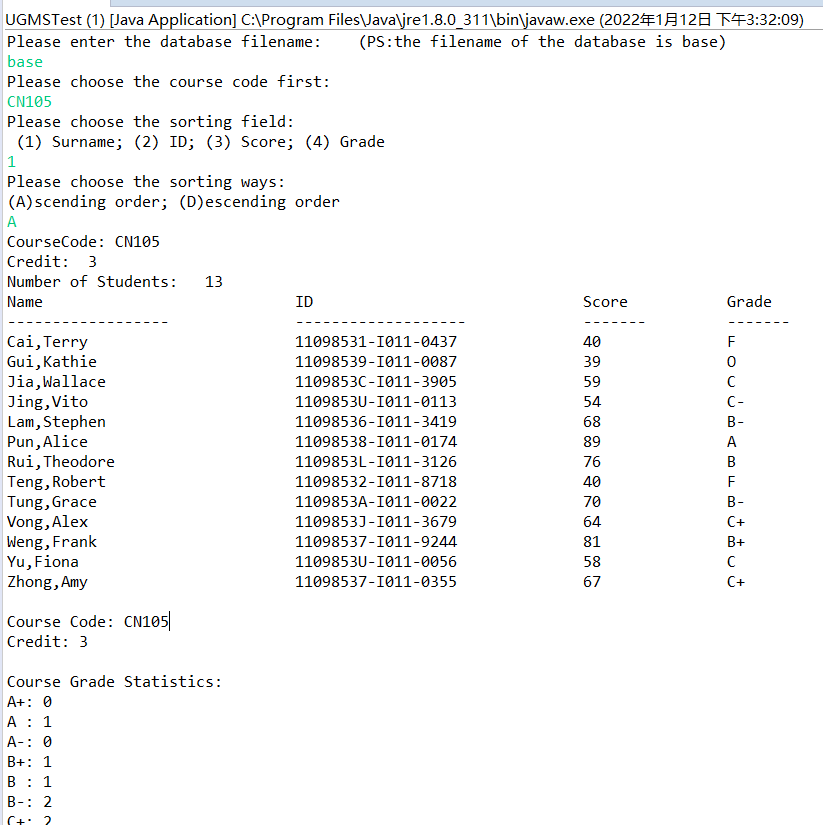 UGMSTest (1) [Java Application] C:\Program Files\Java\jre1.8.0_311\bin\javaw.exe (2022年1月12日 下午3:32:09)
Please enter the database filename:    (PS:the filename of the database is base)
base
Please choose the course code first:
CN105
Please choose the sorting field:
 (1) Surname; (2) ID; (3) Score; (4) Grade
1
Please choose the sorting ways:
(A)scending order; (D)escending order
A
CourseCode: CN105
Credit:  3
Number of Students:   13
Name                            ID                              Score           Grade
------------------              -------------------             -------         -------
Cai,Terry                       11098531-I011-0437              40              F
Gui,Kathie                      11098539-I011-0087              39              O
Jia,Wallace                     1109853C-I011-3905              59              C
Jing,Vito                       1109853U-I011-0113              54              C-
Lam,Stephen                     11098536-I011-3419              68              B-
Pun,Alice                       11098538-I011-0174              89              A
Rui,Theodore                    1109853L-I011-3126              76              B
Teng,Robert                     11098532-I011-8718              40              F
Tung,Grace                      1109853A-I011-0022              70              B-
Vong,Alex                       1109853J-I011-3679              64              C+
Weng,Frank                      11098537-I011-9244              81              B+
Yu,Fiona                        1109853U-I011-0056              58              C
Zhong,Amy                       11098537-I011-0355              67              C+
Course Code: CN105
Credit: 3
Course Grade Statistics:
A+: 0
A : 1
A-: 0
B+: 1
B : 1
B-: 2
C+: 2